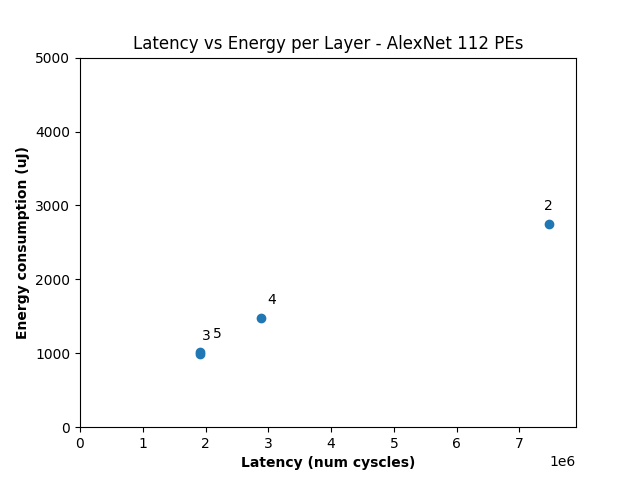 Latency vs Energy per Layer - AlexNet 112 PEs
Energy consumption (uJ)
5000
4000
3000
2000
1000
0
2
4
3
5
0 1 2 3 4 5 6 7
1e6
Latency (num cyscles)